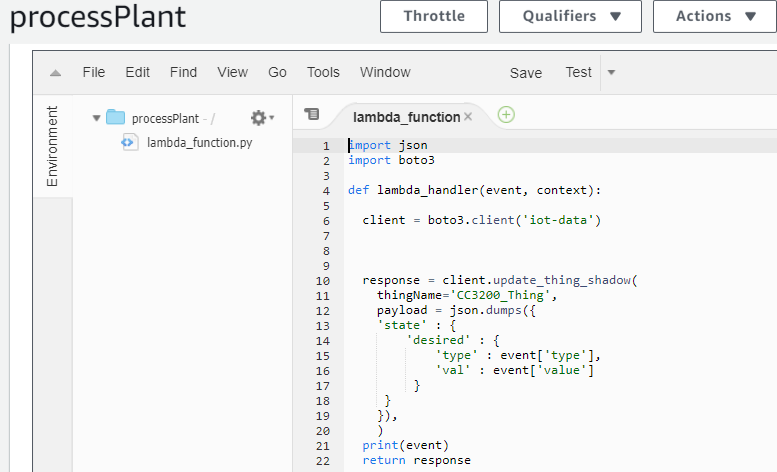 processPlant
Throttle
Qualifiers
Actions
File Edit Find View Go Tools Window Save Test
Environment
processPlant - /
lambda_function.py
lambda_function
1 import json
2 import boto3
3
4 def lambda_handler(event, context):
5
6 client = boto3.client('iot-data')
7
8
9
10 response = client.update_thing_shadow(
11 thingName='CC3200_Thing',
12 payload = json.dumps({
13 'state' : {
14 'desired' : {
15 'type' : event['type'],
16 'val' : event['value']
17 }
18 }
19 }),
20 )
21 print(event)
22 return response